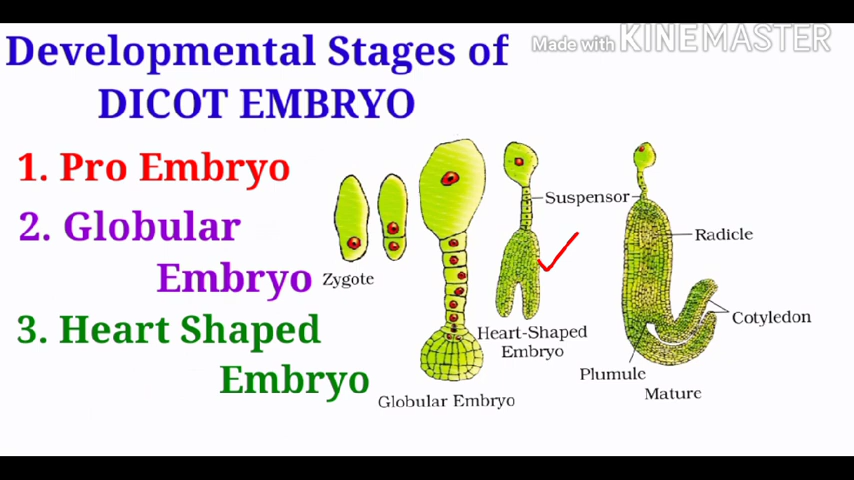 Developmental Stages of
DICOT EMBRYO
Made with KINEMASTER
1. Pro Embryo
2. Globular
Embryo
3. Heart Shaped
Embryo
Zygote
Globular Embryo
Heart-Shaped
Embryo
Suspensor
Radicle
Cotyledon
Plumule
Mature